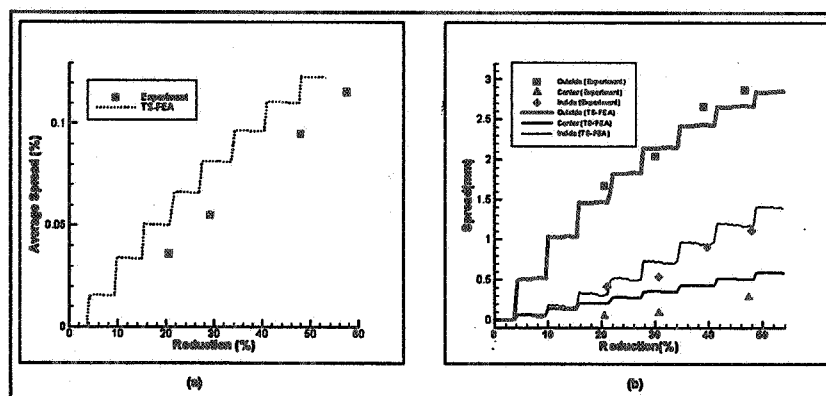 Experiment
TS-FEA
0.1
0.05
0
Average Spread (%)
0 10 20 30 40 50 60
Reduction (%)
(a)
Outside (Experiment)
Center (Experiment)
Inside (Experiment)
Outside (TS-FEA)
Center (TS-FEA)
Inside (TS-FEA)
3
2.5
2
1.5
1
0.5
0
Spread(mm)
0 10 20 30 40 50
Reduction(%)
(b)